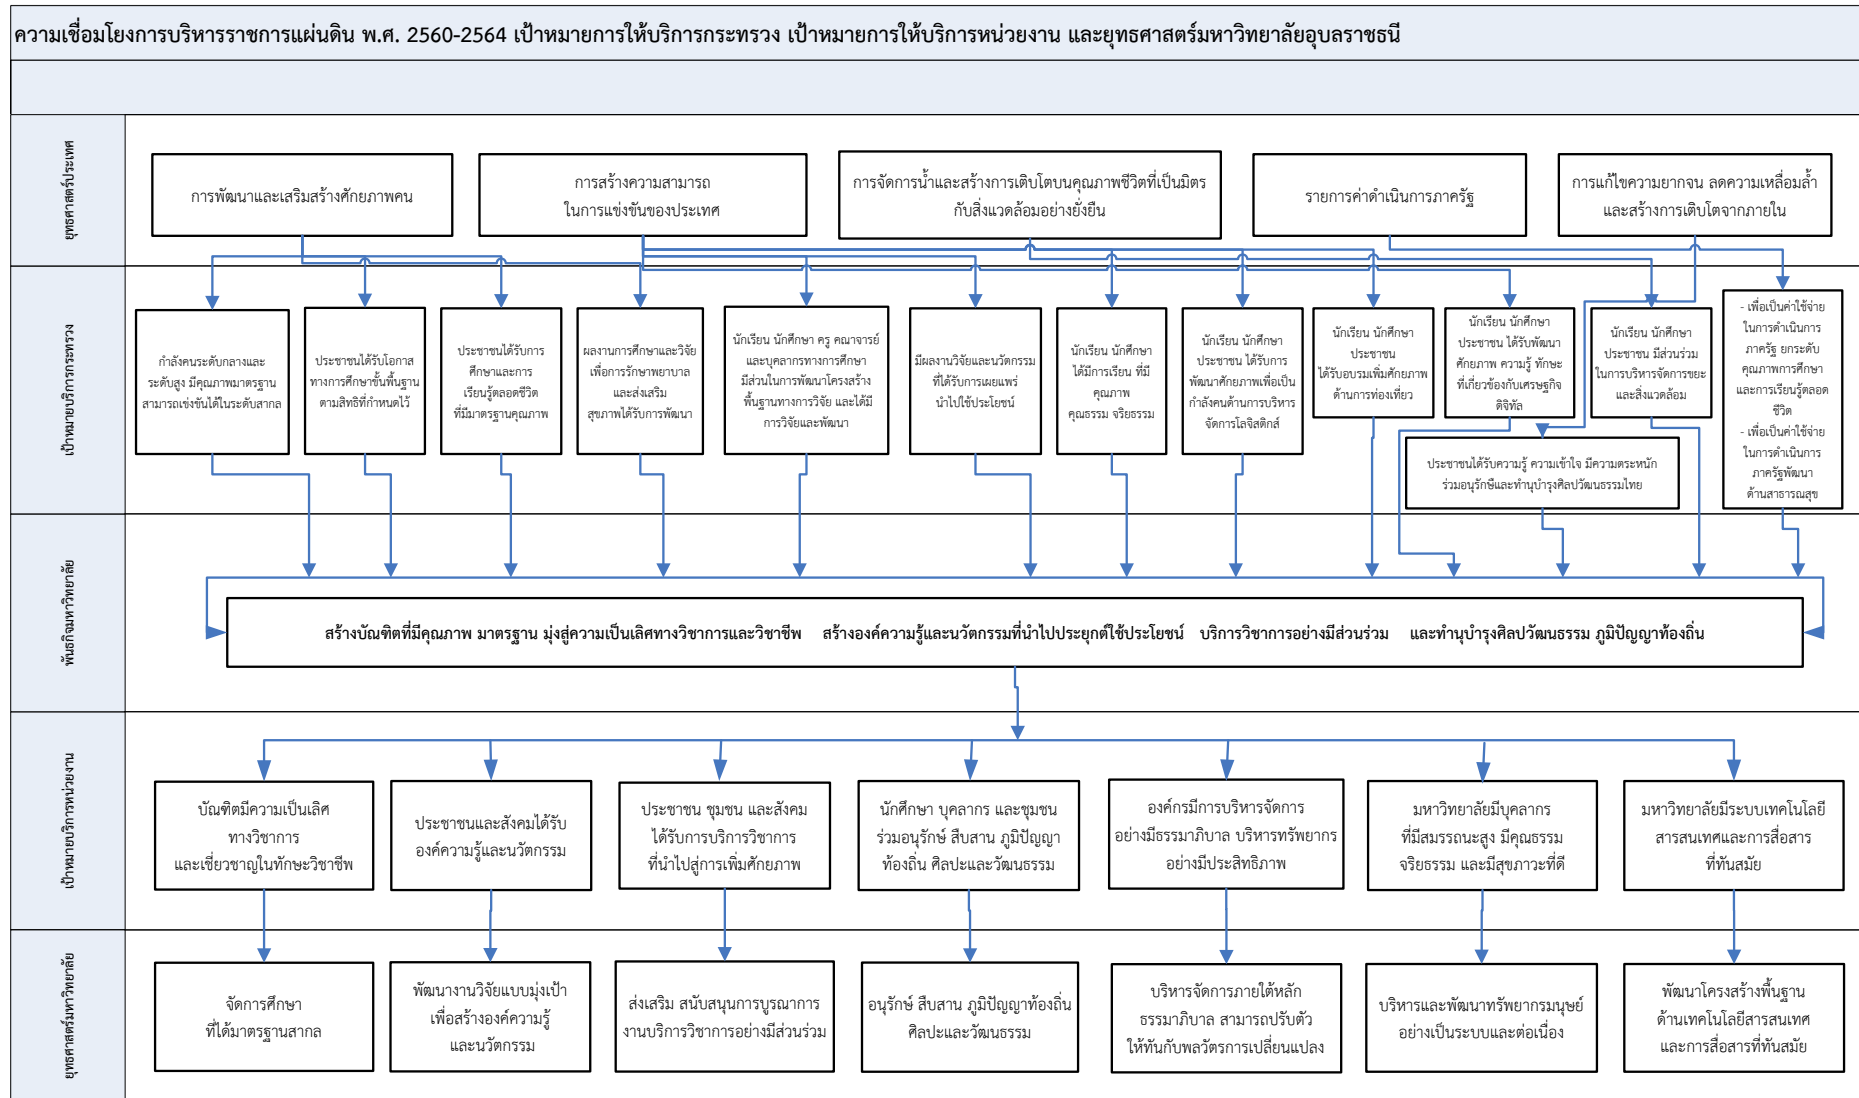 ความเชื่อมโยงการบริหารราชการแผ่นดิน พ.ศ. 2560-2564 เป้าหมายการให้บริการกระทรวง เป้าหมายการให้บริการหน่วยงาน และยุทธศาสตร์มหาวิทยาลัยอุบลราชธนี
ยุทธศาสตร์ประเทศ
การพัฒนาและเสริมสร้างศักยภาพคน
การสร้างความสามารถ
ในการแข่งขันของประเทศ
การจัดการน้ำและสร้างการเติบโตบนคุณภาพชีวิตที่เป็นมิตร
กับสิ่งแวดล้อมอย่างยั่งยืน
รายการค่าดำเนินการภาครัฐ
การแก้ไขความยากจน ลดความเหลื่อมล้ำ
และสร้างการเติบโตจากภายใน
เป้าหมายบริการกระทรวง
กำลังคนระดับกลางและ
ระดับสูง มีคุณภาพมาตรฐาน
สามารถเข่งขันได้ในระดับสากล
ประชาชนได้รับโอกาส
ทางการศึกษาขั้นพื้นฐาน
ตามสิทธิที่กำหนดไว้
ประชาชนได้รับการ
ศึกษาและการ
เรียนรู้ตลอดชีวิต
ที่มีมาตรฐานคุณภาพ
ผลงานการศึกษาและวิจัย
เพื่อการรักษาพยาบาล
และส่งเสริม
สุขภาพได้รับการพัฒนา
นักเรียน นักศึกษา ครู คณาจารย์
และบุคลากรทางการศึกษา
มีส่วนในการพัฒนาโครงสร้าง
พื้นฐานทางการวิจัย และได้มี
การวิจัยและพัฒนา
มีผลงานวิจัยและนวัตกรรม
ที่ได้รับการเผยแพร่
นำไปใช้ประโยชน์
นักเรียน นักศึกษา
ได้มีการเรียน ที่มี
คุณภาพ
คุณธรรม จริยธรรม
นักเรียน นักศึกษา
ประชาชน ได้รับการ
พัฒนาศักยภาพเพื่อเป็น
กำลังคนด้านการบริหาร
จัดการโลจิสติกส์
นักเรียน นักศึกษา
ประชาชน
ได้รับอบรมเพิ่มศักยภาพ
ด้านการท่องเที่ยว
นักเรียน นักศึกษา
ประชาชน ได้รับพัฒนา
ศักยภาพ ความรู้ ทักษะ
ที่เกี่ยวข้องกับเศรษฐกิจ
ดิจิทัล
นักเรียน นักศึกษา
ประชาชน มีส่วนร่วม
ในการบริหารจัดการขยะ
และสิ่งแวดล้อม
- เพื่อเป็นค่าใช้จ่าย
ในการดำเนินการ
ภาครัฐ ยกระดับ
คุณภาพการศึกษา
และการเรียนรู้ตลอด
ชีวิต
- เพื่อเป็นค่าใช้จ่าย
ในการดำเนินการ
ภาครัฐพัฒนา
ด้านสาธารณสุข
ประชาชนได้รับความรู้ ความเข้าใจ มีความตระหนัก
ร่วมอนุรักษ์และทำนุบำรุงศิลปวัฒนธรรมไทย
พันธกิจมหาวิทยาลัย
สร้างบัณฑิตที่มีคุณภาพ มาตรฐาน มุ่งสู่ความเป็นเลิศทางวิชาการและวิชาชีพ สร้างองค์ความรู้และนวัตกรรมที่นำไปประยุกต์ใช้ประโยชน์ บริการวิชาการอย่างมีส่วนร่วม และทำนุบำรุงศิลปวัฒนธรรม ภูมิปัญญาท้องถิ่น
เป้าหมายบริการหน่วยงาน
บัณฑิตมีความเป็นเลิศ
ทางวิชาการ
และเชี่ยวชาญในทักษะวิชาชีพ
ประชาชนและสังคมได้รับ
องค์ความรู้และนวัตกรรม
ประชาชน ชุมชน และสังคม
ได้รับการบริการวิชาการ
ที่นำไปสู่การเพิ่มศักยภาพ
นักศึกษา บุคลากร และชุมชน
ร่วมอนุรักษ์ สืบสาน ภูมิปัญญา
ท้องถิ่น ศิลปะและวัฒนธรรม
องค์กรมีการบริหารจัดการ
อย่างมีธรรมาภิบาล บริหารทรัพยากร
อย่างมีประสิทธิภาพ
มหาวิทยาลัยมีบุคลากร
ที่มีสมรรถนะสูง มีคุณธรรม
จริยธรรม และมีสุขภาวะที่ดี
มหาวิทยาลัยมีระบบเทคโนโลยี
สารสนเทศและการสื่อสาร
ที่ทันสมัย
ยุทธศาสตร์มหาวิทยาลัย
จัดการศึกษา
ที่ได้มาตรฐานสากล
พัฒนางานวิจัยแบบมุ่งเป้า
เพื่อสร้างองค์ความรู้
และนวัตกรรม
ส่งเสริม สนับสนุนการบูรณาการ
งานบริการวิชาการอย่างมีส่วนร่วม
อนุรักษ์ สืบสาน ภูมิปัญญาท้องถิ่น
ศิลปะและวัฒนธรรม
บริหารจัดการภายใต้หลัก
ธรรมาภิบาล สามารถปรับตัว
ให้ทันกับพลวัตรการเปลี่ยนแปลง
บริหารและพัฒนาทรัพยากรมนุษย์
อย่างเป็นระบบและต่อเนื่อง
พัฒนาโครงสร้างพื้นฐาน
ด้านเทคโนโลยีสารสนเทศ
และการสื่อสารที่ทันสมัย